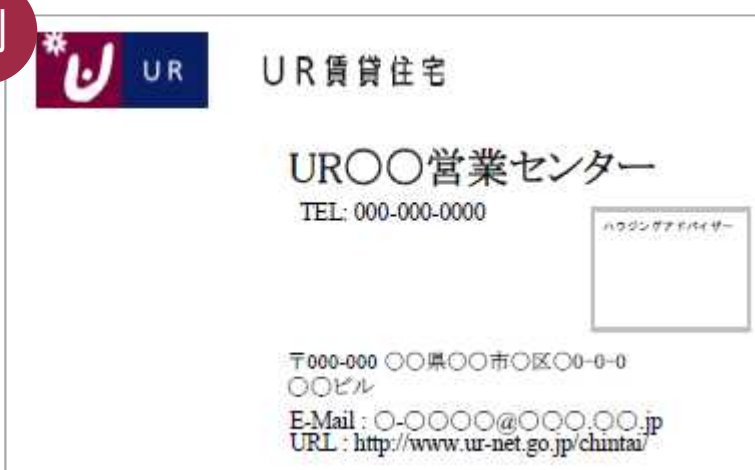 UR
UR賃貸住宅
UR〇〇営業センター
TEL: 000-000-0000
ハウジングアドバイザー
〒000-000 〇〇県〇〇市〇区〇0-0-0
〇〇ビル
E-Mail : 〇-〇〇〇〇@〇〇〇.〇〇.jp
URL : http://www.ur-net.go.jp/chintai/